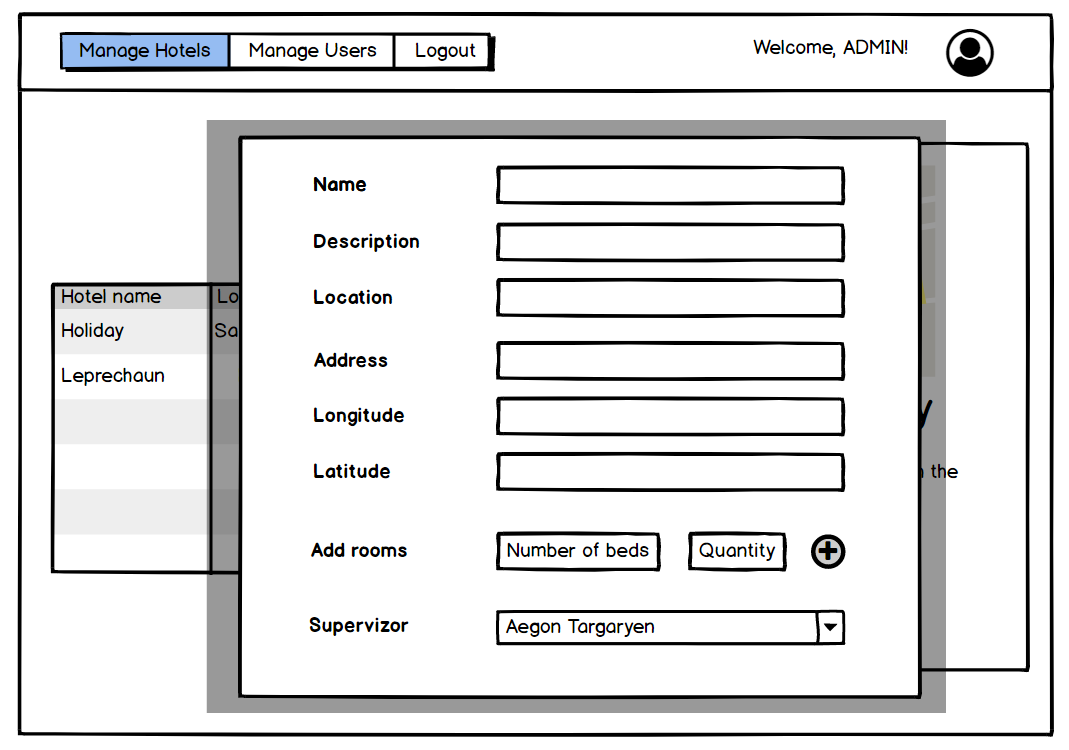 Manage Hotels Manage Users Logout Welcome, ADMIN!
Name
Description
Hotel name Lo Location
Holiday Sa
Address
Leprechaun
Longitude
y
Latitude the
Add rooms Number of beds Quantity
Supervizor Aegon Targaryen